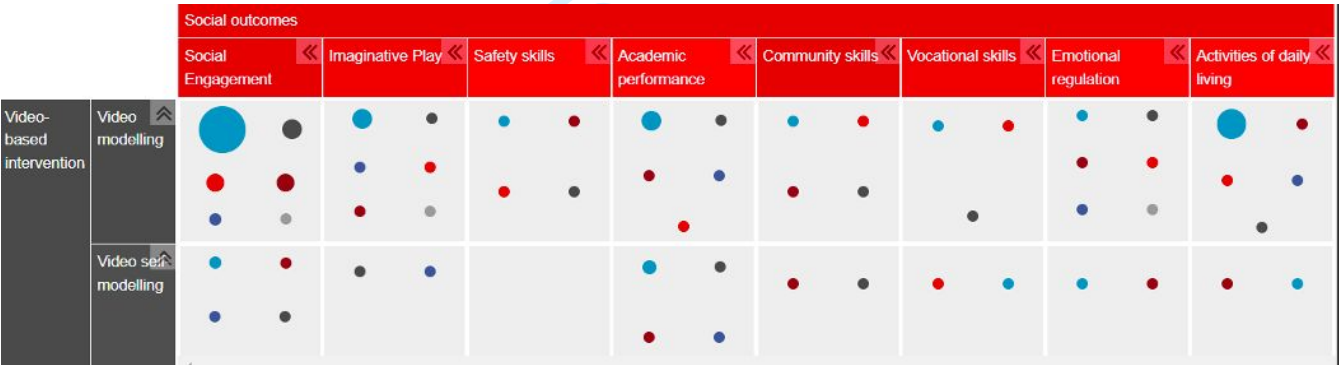 Social outcomes
Social
Engagement
Imaginative Play
Safety skills
Academic
performance
Community skills
Vocational skills
Emotional
regulation
Activities of daily
living
Video-
based
intervention
Video
modelling
Video self
modelling